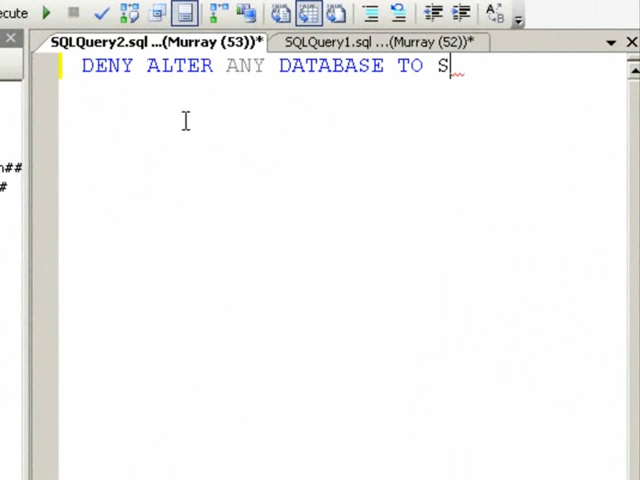 ecute
SQLQuery2.sql ...(Murray (53))* SQLQuery1.sql ...(Murray (52))*
DENY ALTER ANY DATABASE TO S
n##
#